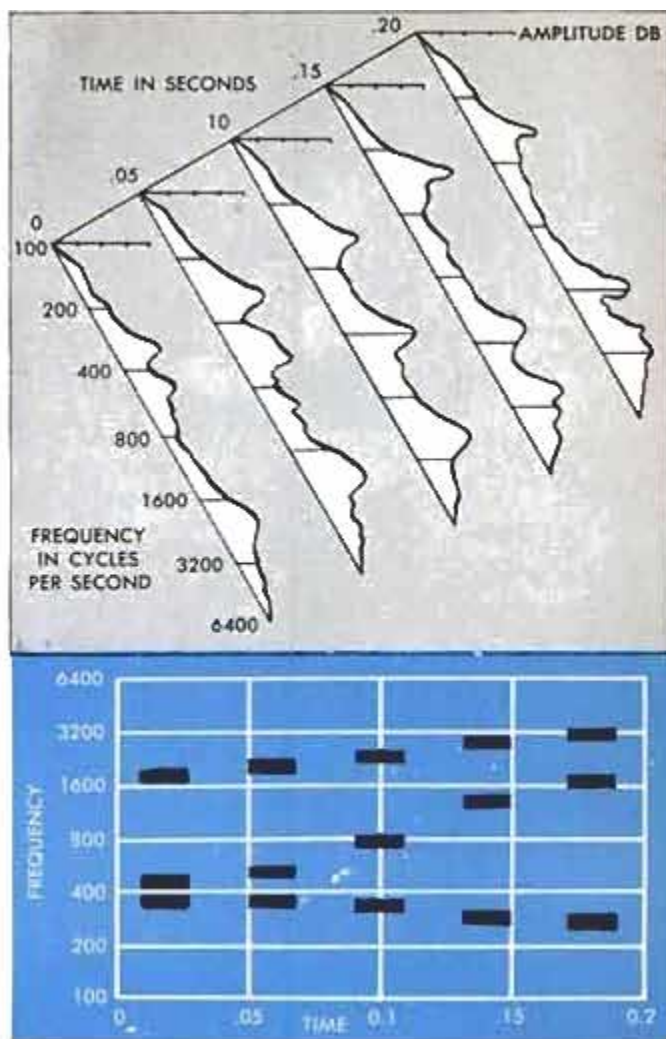 .20
AMPLITUDE DB
.15
TIME IN SECONDS
10
.05
0
100
200
400
800
1600
FREQUENCY
IN CYCLES
PER SECOND
3200
6400
6400
3200
1600
800
400
200
100
FREQUENCY
0 .05 0.1 .15 0.2
TIME